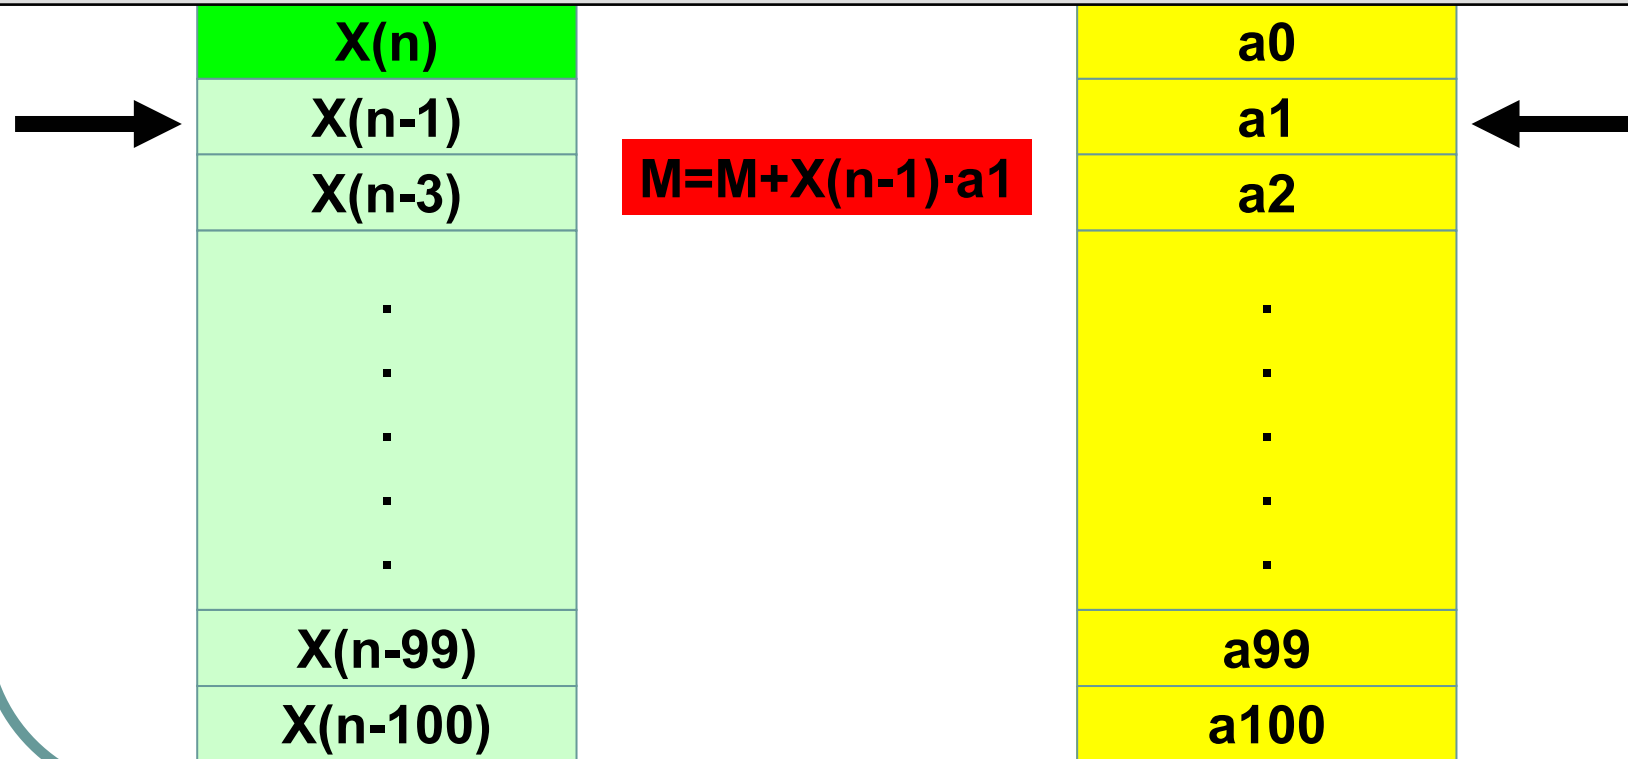 X(n)
a0
X(n-1)
a1
M=M+X(n-1)·a1
X(n-3)
a2
.
.
.
.
.
.
.
.
.
.
X(n-99)
a99
X(n-100)
a100